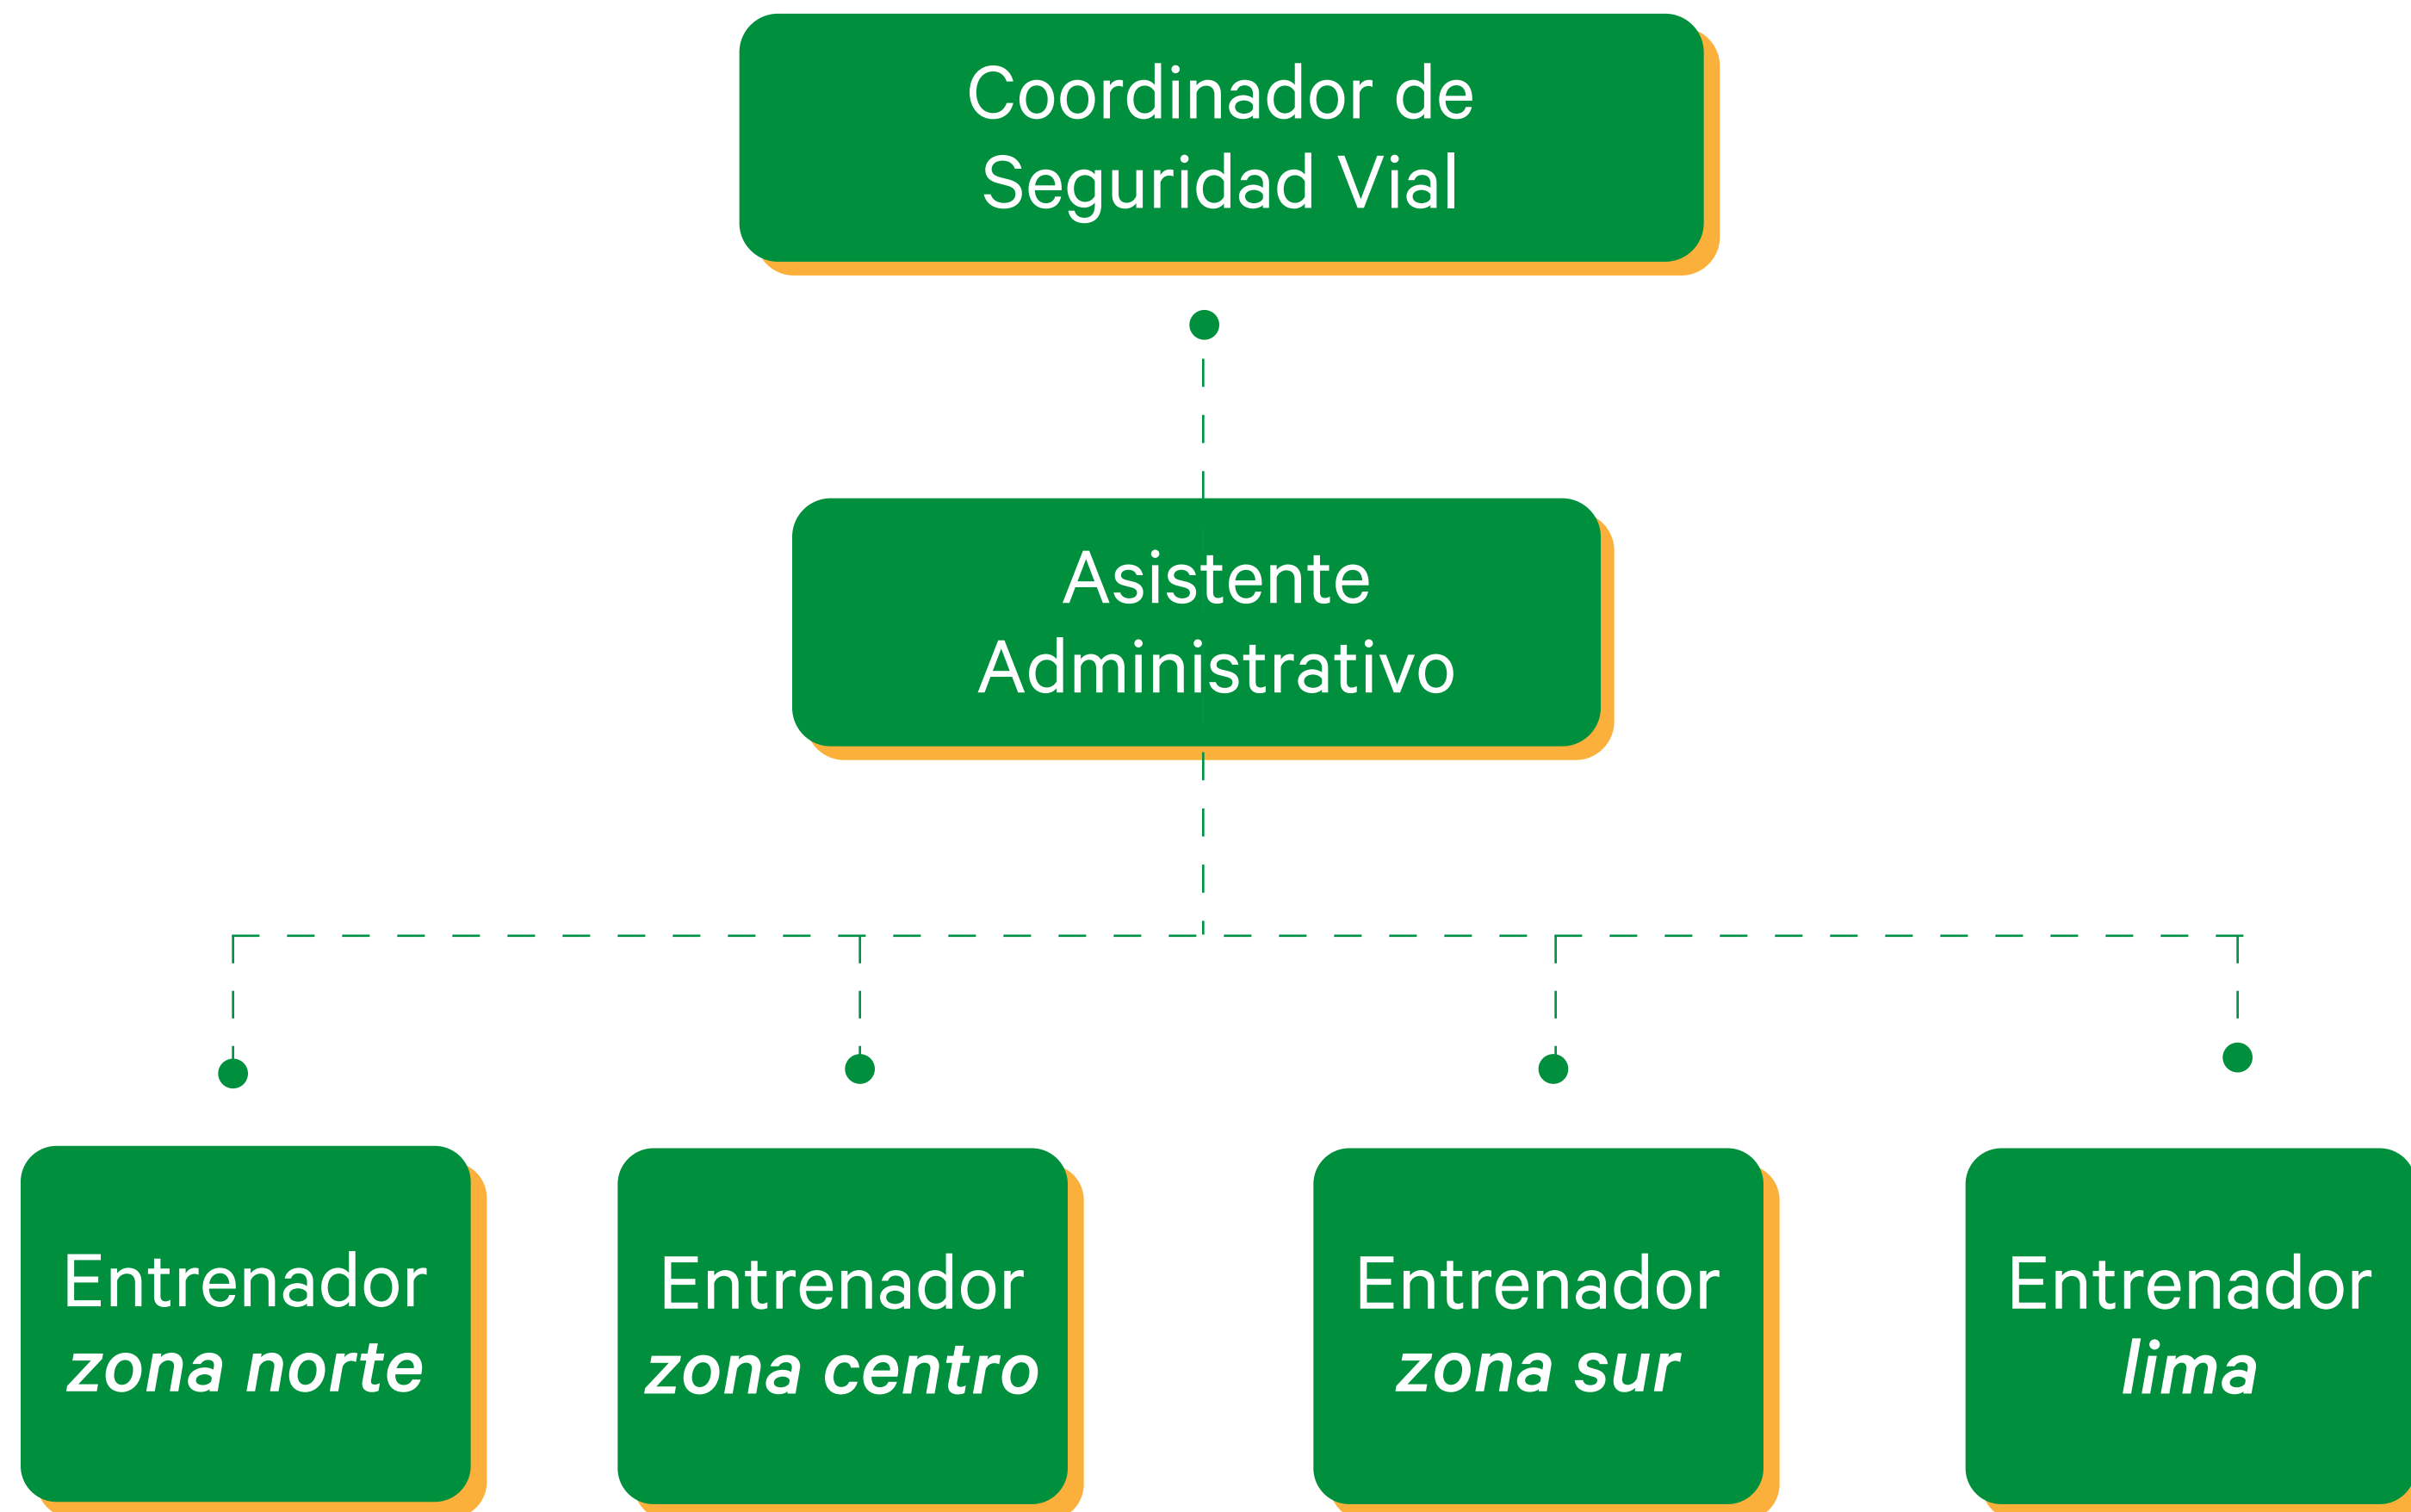 Coordinador de
Seguridad Vial
Asistente
Administrativo
Entrenador
zona norte
Entrenador
zona centro
Entrenador
zona sur
Entrenador
lima